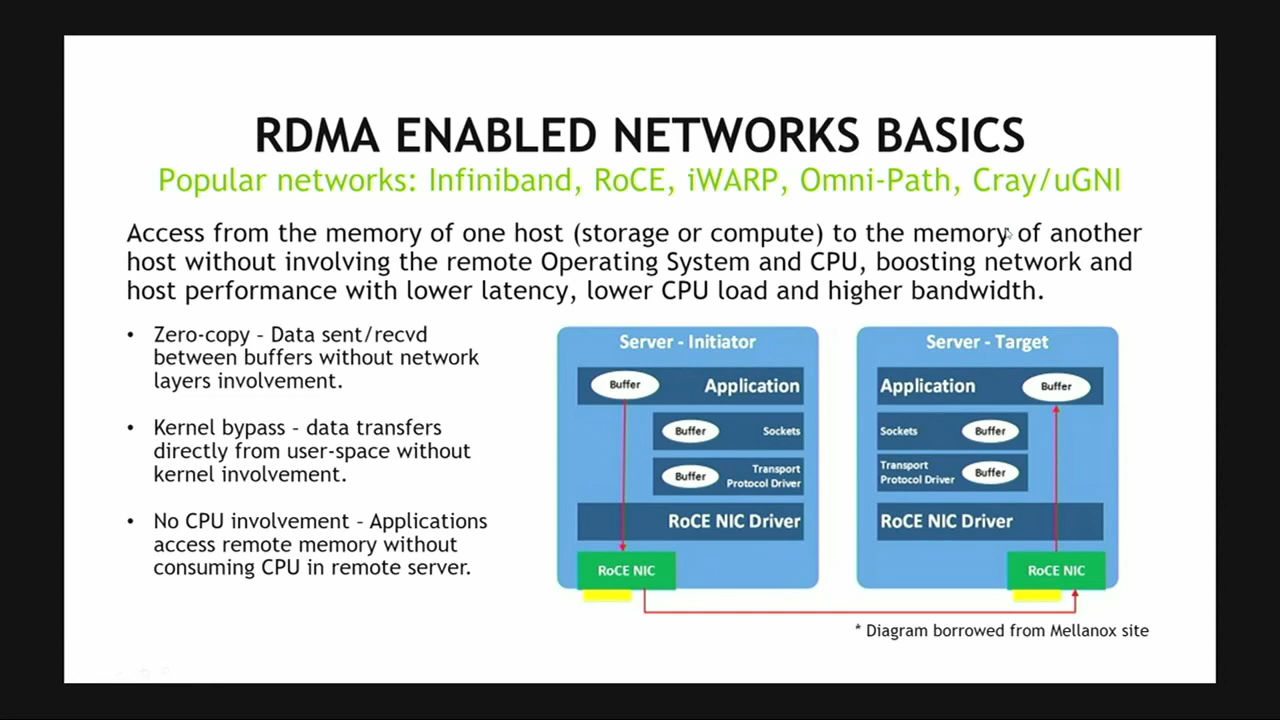 RDMA ENABLED NETWORKS BASICS
Popular networks: Infiniband, RoCE, iWARP, Omni-Path, Cray/uGNI
Access from the memory of one host (storage or compute) to the memory of another
host without involving the remote Operating System and CPU, boosting network and
host performance with lower latency, lower CPU load and higher bandwidth.
• Zero-copy – Data sent/recvd
between buffers without network
layers involvement.
• Kernel bypass – data transfers
directly from user-space without
kernel involvement.
• No CPU involvement – Applications
access remote memory without
consuming CPU in remote server.
Server - Initiator
Buffer
Application
Buffer
Sockets
Buffer
Transport
Protocol Driver
RoCE NIC Driver
RoCE NIC
Server - Target
Application
Buffer
Sockets
Buffer
Transport
Protocol Driver
Buffer
RoCE NIC Driver
RoCE NIC
* Diagram borrowed from Mellanox site